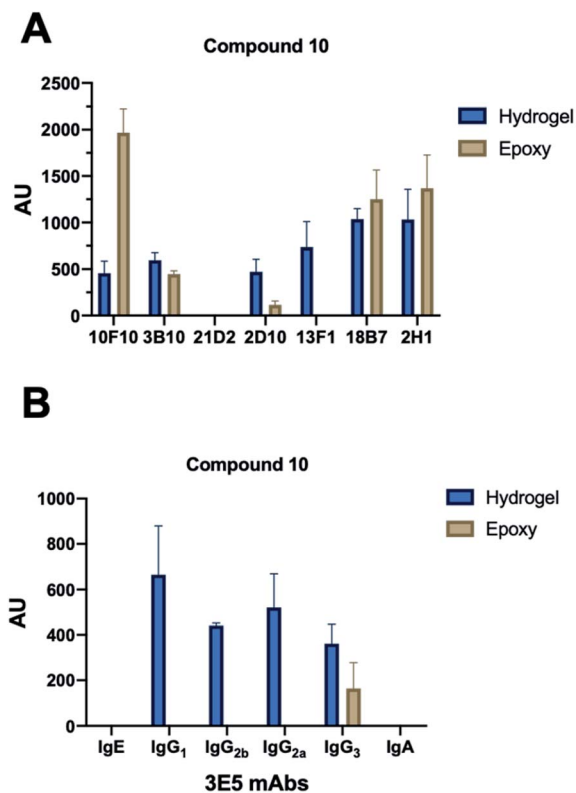 A
Compound 10
2500
2000
1500
1000
500
0
AU
Hydrogel
Epoxy
10F10 3B10 21D2 2D10 13F1 18B7 2H1
B
Compound 10
1000
800
600
400
200
0
AU
Hydrogel
Epoxy
IgE IgG1 IgG2b IgG2a IgG3 IgA
3E5 mAbs